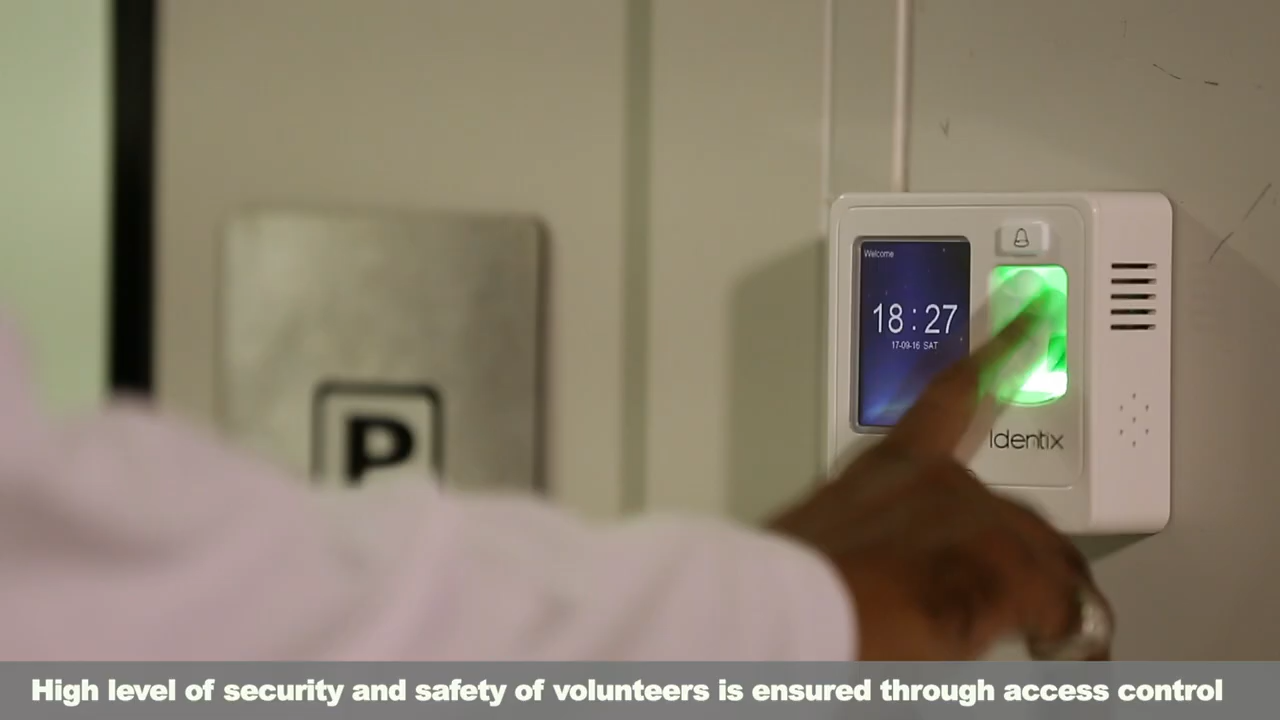 P
Welcome
18:27
17-09-16 SAT
Identix
High level of security and safety of volunteers is ensured through access control